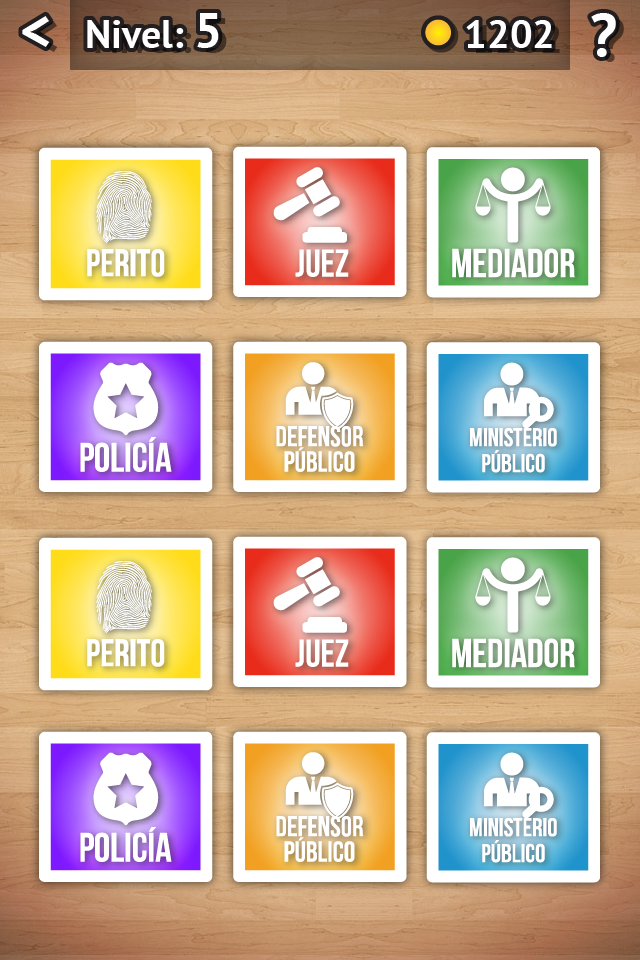 < Nivel: 5 1202 ?
PERITO JUEZ MEDIADOR
POLICÍA DEFENSOR PÚBLICO MINISTERIO PÚBLICO
PERITO JUEZ MEDIADOR
POLICÍA DEFENSOR PÚBLICO MINISTERIO PÚBLICO